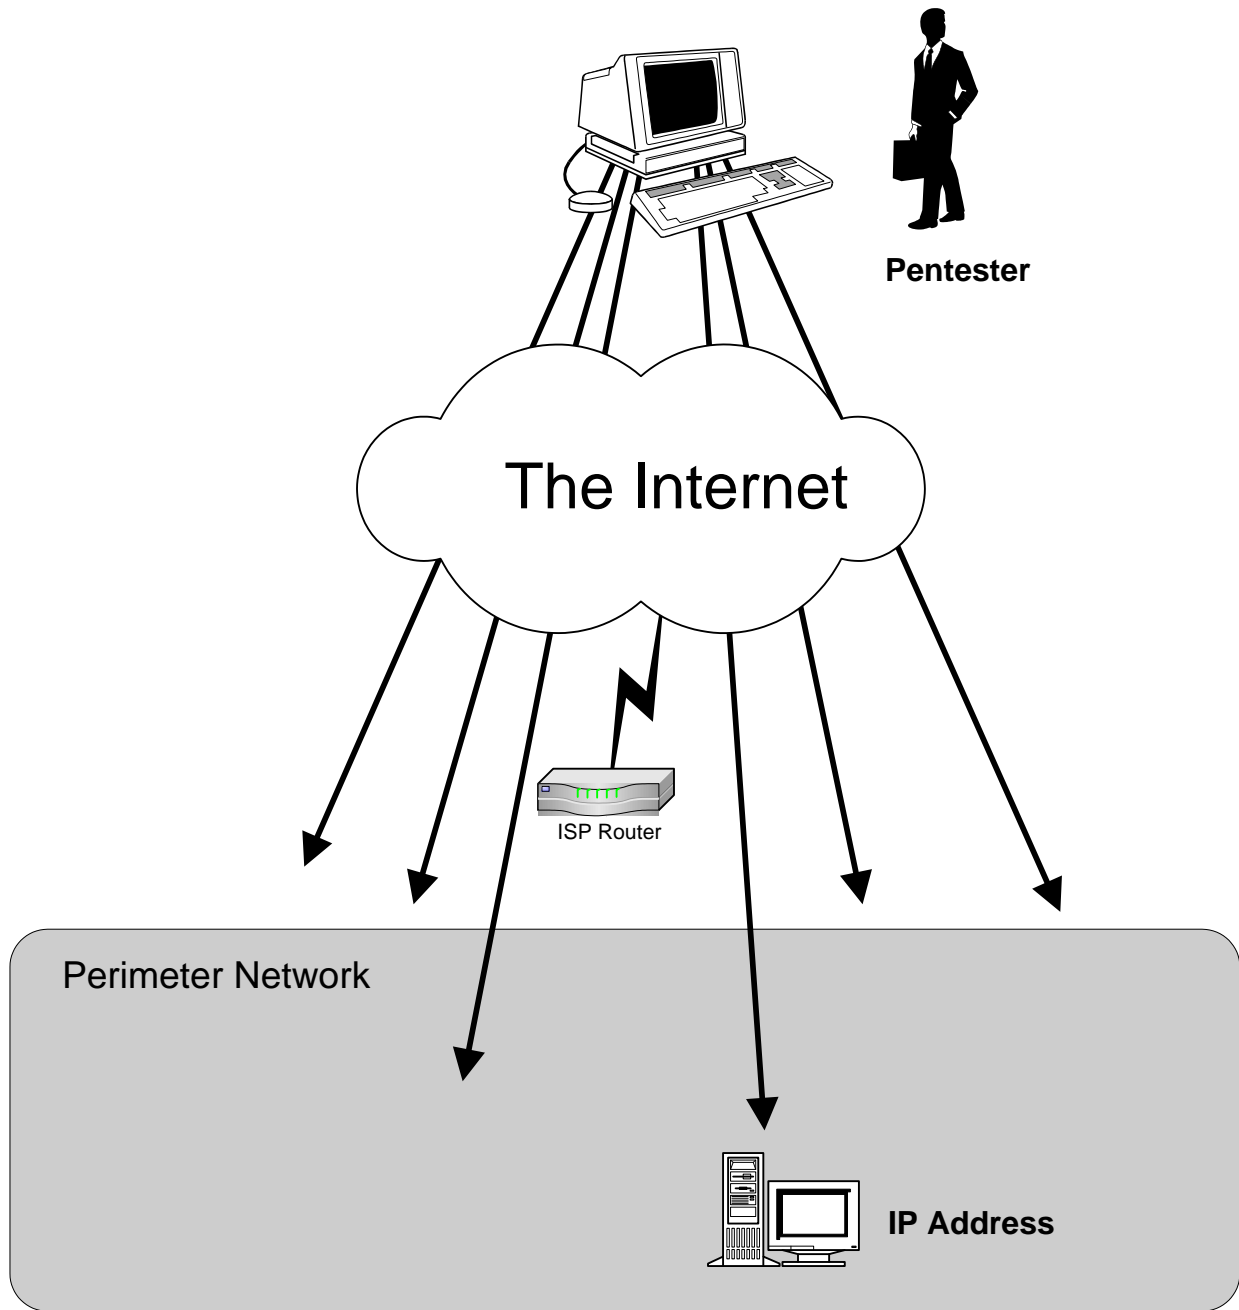 Pentester
The Internet
ISP Router
Perimeter Network
IP Address